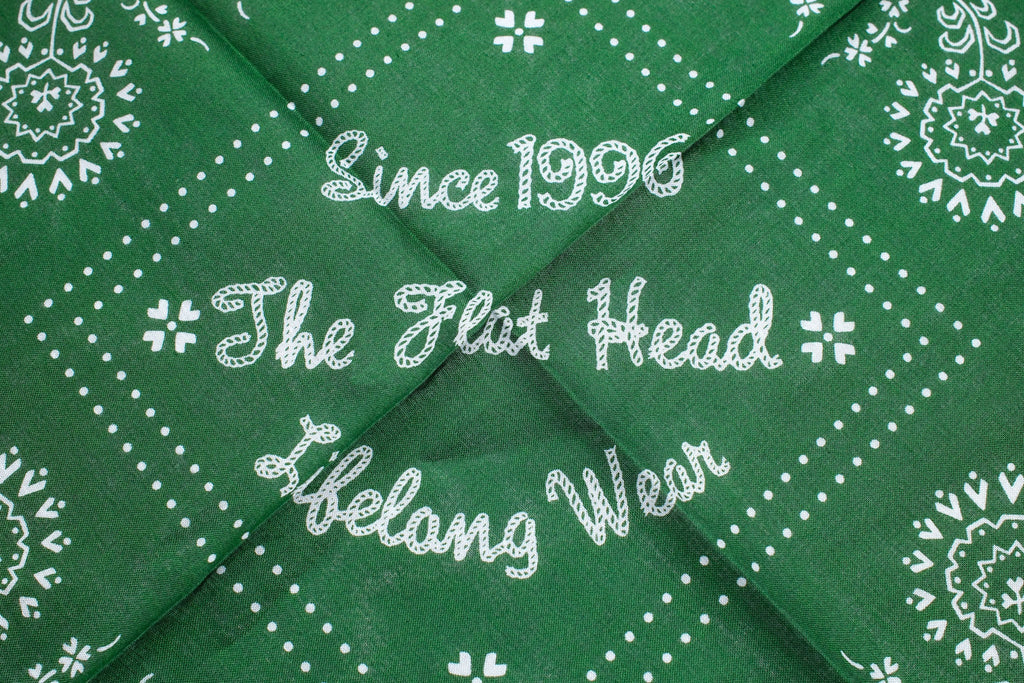 Since 1996
The Flat Head
Lifelong Wear